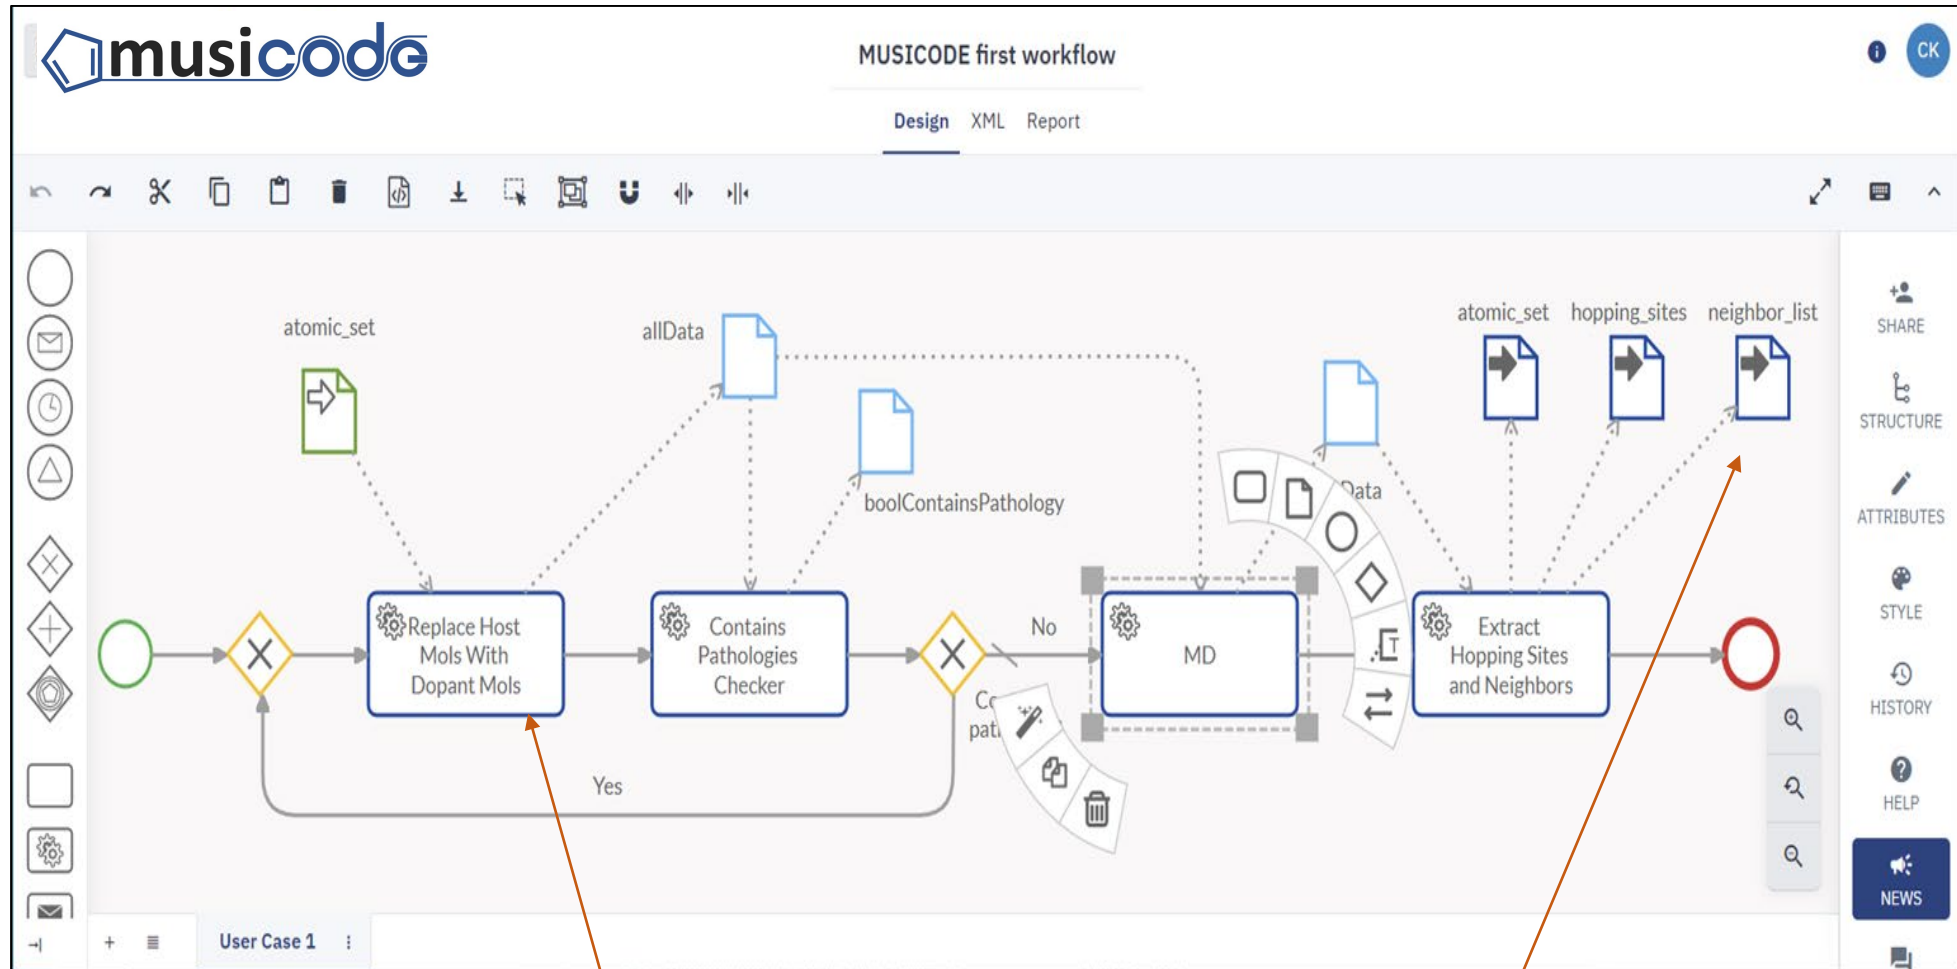 musicode
MUSICODE first workflow
CK
Design XML Report
atomic_set
allData
boolContainsPathology
Data
atomic_set hopping_sites neighbor_list
Replace Host
Mols With
Dopant Mols
Contains
Pathologies
Checker
No
Yes
MD
Extract
Hopping Sites
and Neighbors
SHARE
STRUCTURE
ATTRIBUTES
STYLE
HISTORY
HELP
NEWS
User Case 1